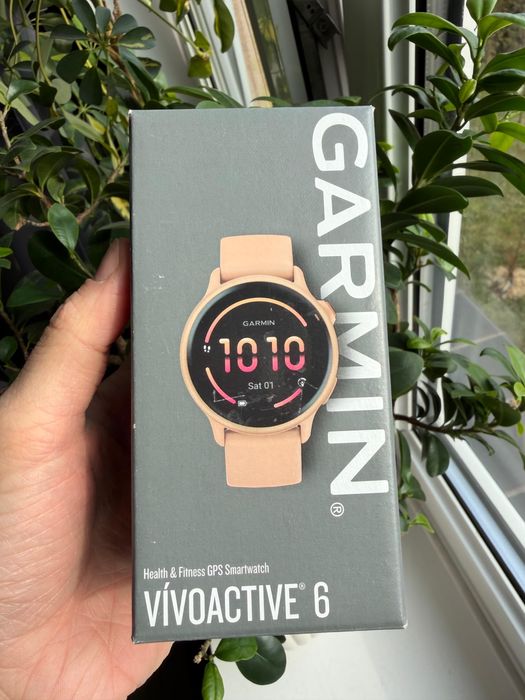 GARMIN®
GARMIN
10 10
Sat 01
Health & Fitness GPS Smartwatch
VÍVOACTIVE® 6